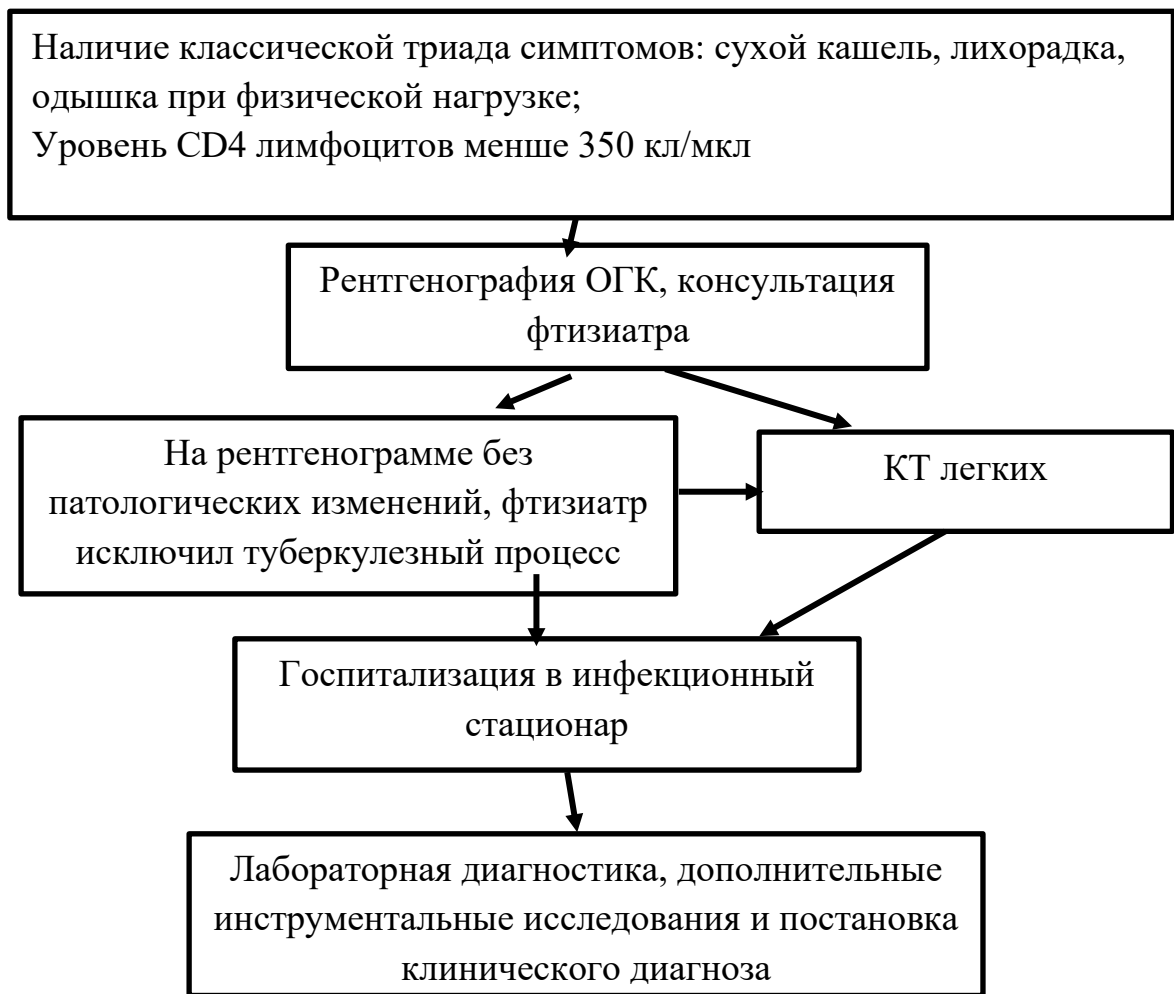 Наличие классической триада симптомов: сухой кашель, лихорадка,
одышка при физической нагрузке;
Уровень CD4 лимфоцитов менше 350 кл/мкл
Рентгенография ОГК, консультация
фтизиатра
На рентгенограмме без
патологических изменений, фтизиатр
исключил туберкулезный процесс
КТ легких
Госпитализация в инфекционный
стационар
Лабораторная диагностика, дополнительные
инструментальные исследования и постановка
клинического диагноза